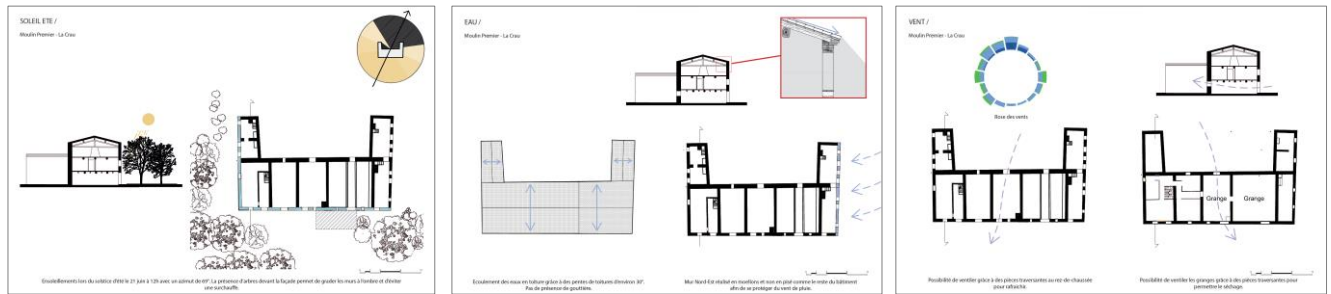 SOLEIL ETE /
Moulin Premier - La Crau
Ensoleillements lors du solstice d'été le 21 juin à 12h avec un azimut de 69°. La présence d'arbres devant la façade permet de grader les murs à l'ombre et d'éviter
une surchauffe.
EAU /
Moulin Premier - La Crau
Ecoulement des eaux en toiture grâce à des pentes de toitures d'environ 30°.
Pas de présence de gouttière.
Mur Nord-Est réalisé en moellons et non en pisé comme le reste du bâtiment
afin de se protéger du vent de pluie.
VENT /
Moulin Premier - La Crau
Rose des vents
Grange
Grange
Possibilité de ventiler grâce à des pièces traversantes au rez-de-chaussée
pour rafraichir.
Possibilité de ventiler les granges grâce à des pièces traversantes pour
permettre le séchage.